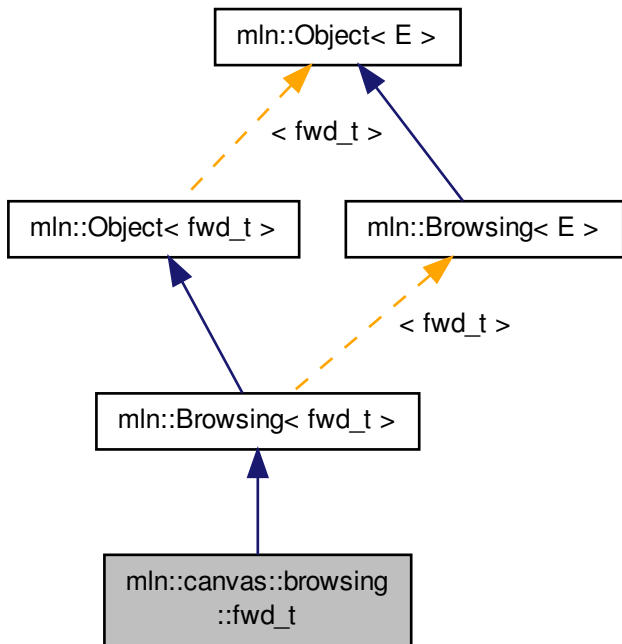 mln::Object< E >
< fwd_t >
mln::Object< fwd_t >
mln::Browsing< E >
< fwd_t >
mln::Browsing< fwd_t >
mln::canvas::browsing
::fwd_t